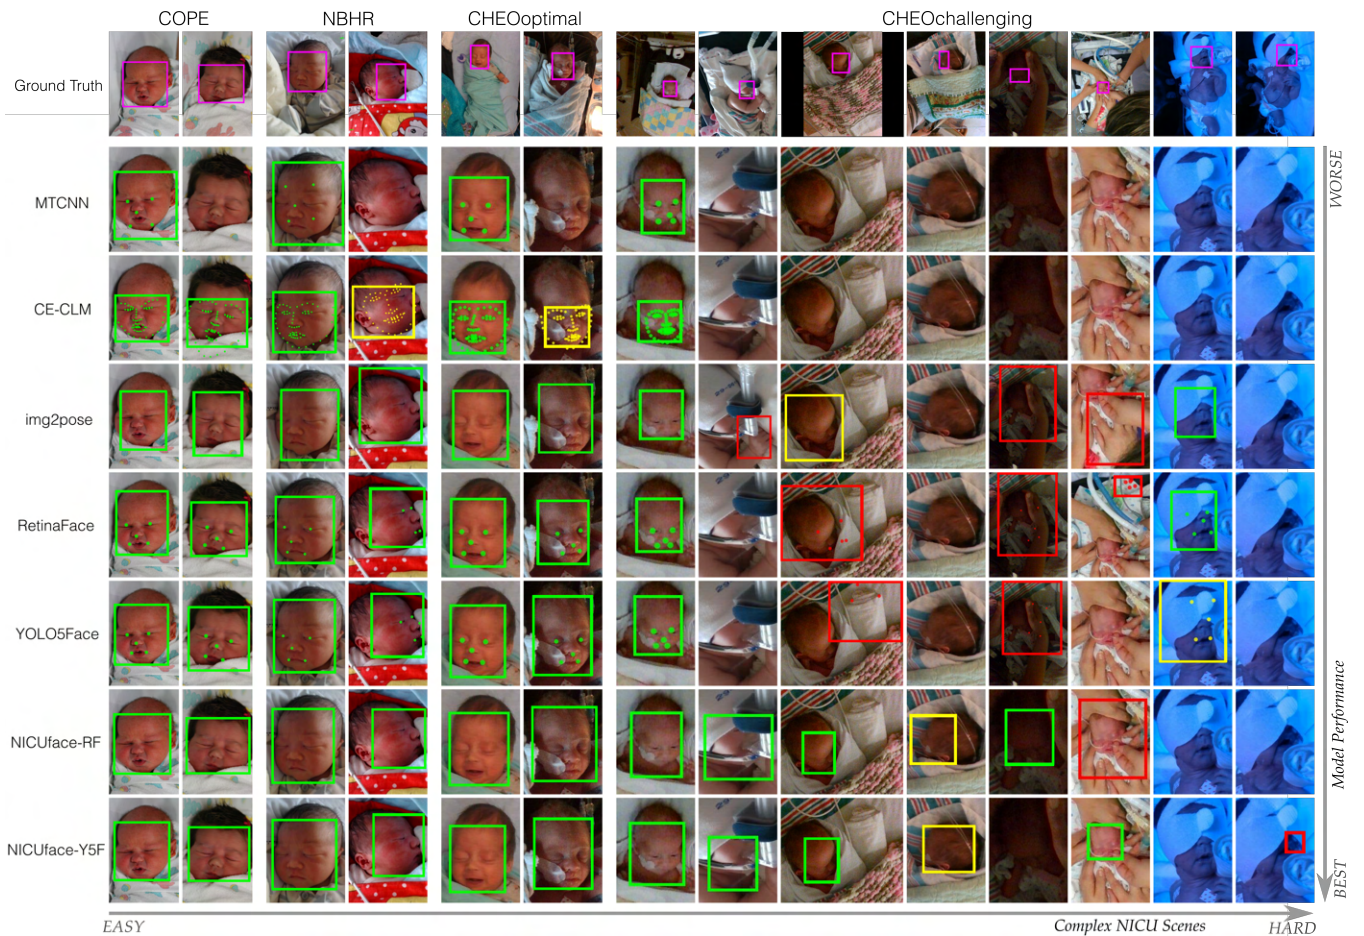 COPE NBHR CHEOoptimal CHEOchallenging
Ground Truth
MTCNN
WORSE
CE-CLM
img2pose
RetinaFace
YOLO5Face
NICUface-RF
Model Performance
NICUface-Y5F
BEST
EASY Complex NICU Scenes HARD